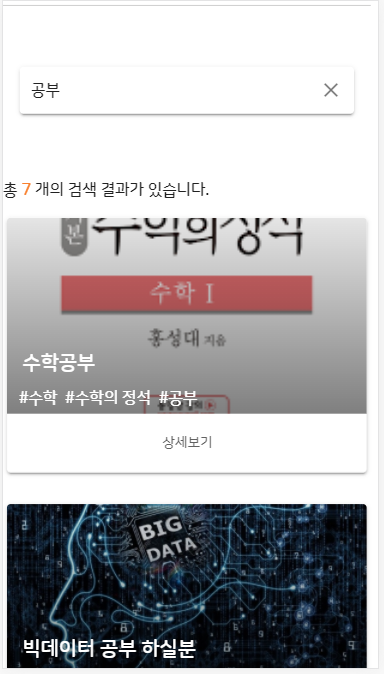 공부
총 7 개의 검색 결과가 있습니다.
본
수학의정석
수학 I
홍성대 지음
수학공부
#수학 #수학의 정석 #공부
상세보기
BIG
DATA
빅데이터 공부 하실분